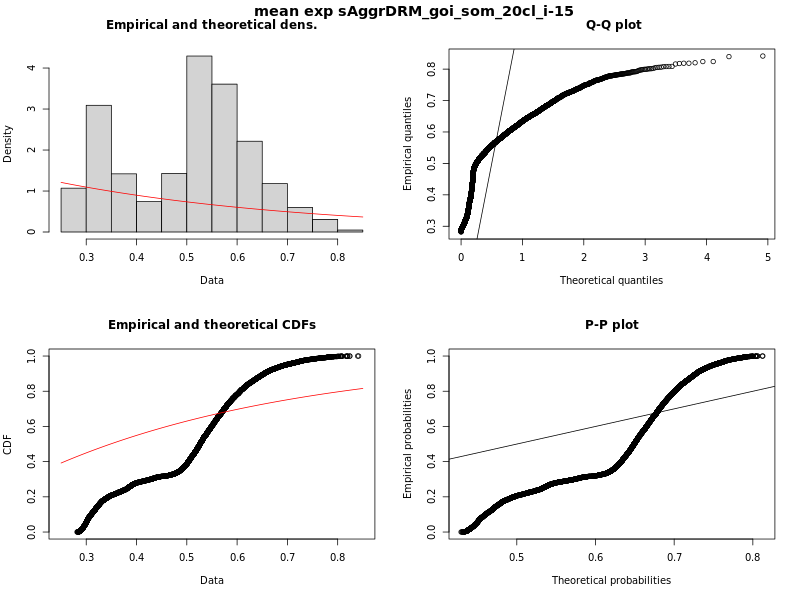 mean exp sAggrDRM_goi_som_20cl_i-15
Empirical and theoretical dens.
Density
0 1 2 3 4
0.3 0.4 0.5 0.6 0.7 0.8
Data
Q-Q plot
Empirical quantiles
0.3 0.4 0.5 0.6 0.7 0.8
0 1 2 3 4 5
Theoretical quantiles
Empirical and theoretical CDFs
CDF
0.0 0.2 0.4 0.6 0.8 1.0
0.3 0.4 0.5 0.6 0.7 0.8
Data
P-P plot
Empirical probabilities
0.0 0.2 0.4 0.6 0.8 1.0
0.5 0.6 0.7 0.8
Theoretical probabilities